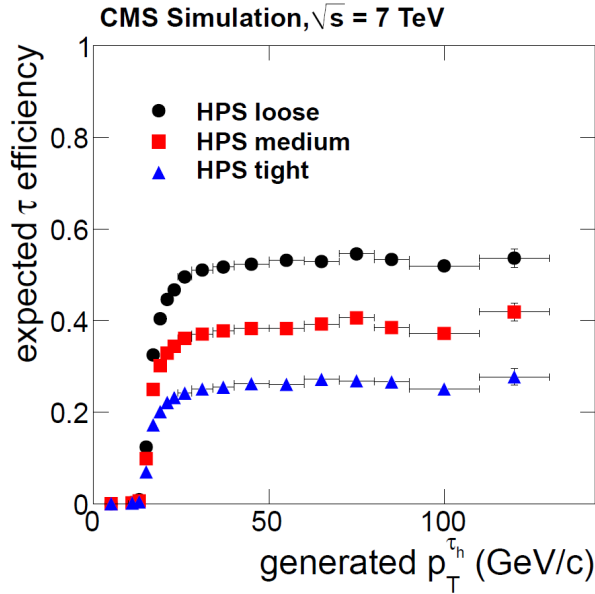 CMS Simulation,√s = 7 TeV
expected τ efficiency
1
0.8
0.6
0.4
0.2
0
HPS loose
HPS medium
HPS tight
0 50 100
generated p_T^{τ_h} (GeV/c)